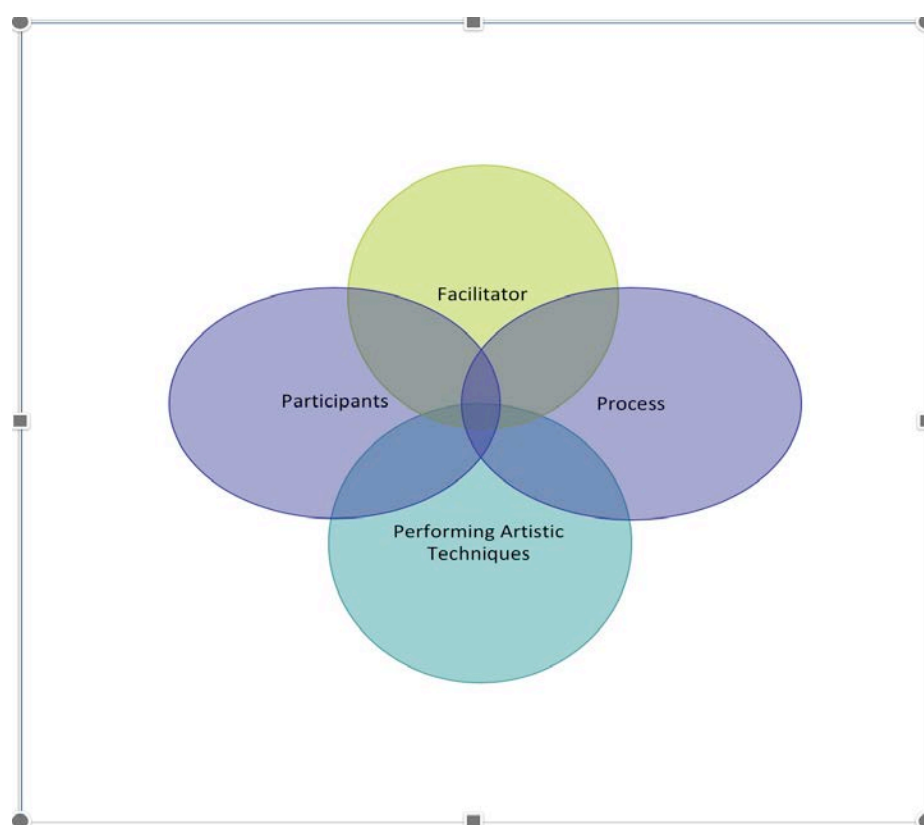 Facilitator
Participants
Process
Performing Artistic
Techniques